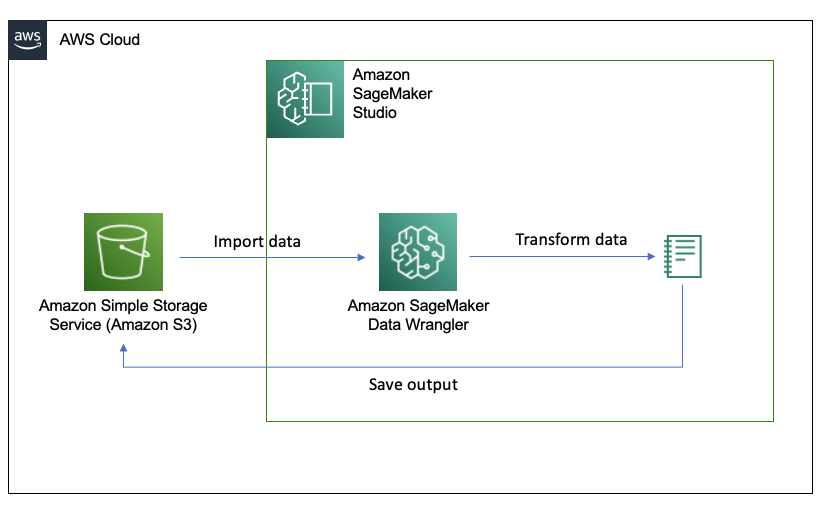 aws
AWS Cloud
Amazon
SageMaker
Studio
Import data
Transform data
Amazon Simple Storage
Service (Amazon S3)
Amazon SageMaker
Data Wrangler
Save output